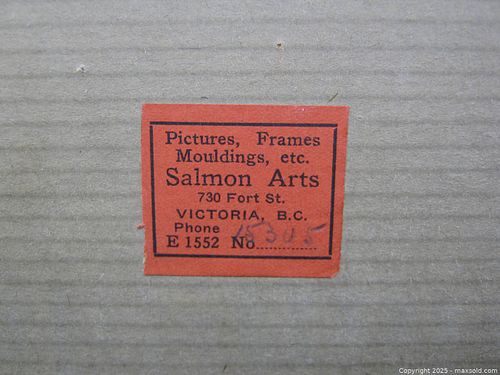 Pictures, Frames
Mouldings, etc.
Salmon Arts
730 Fort St.
VICTORIA, B.C.
Phone
E 1552 No. 15305
Copyright 2025 - maxsold.com